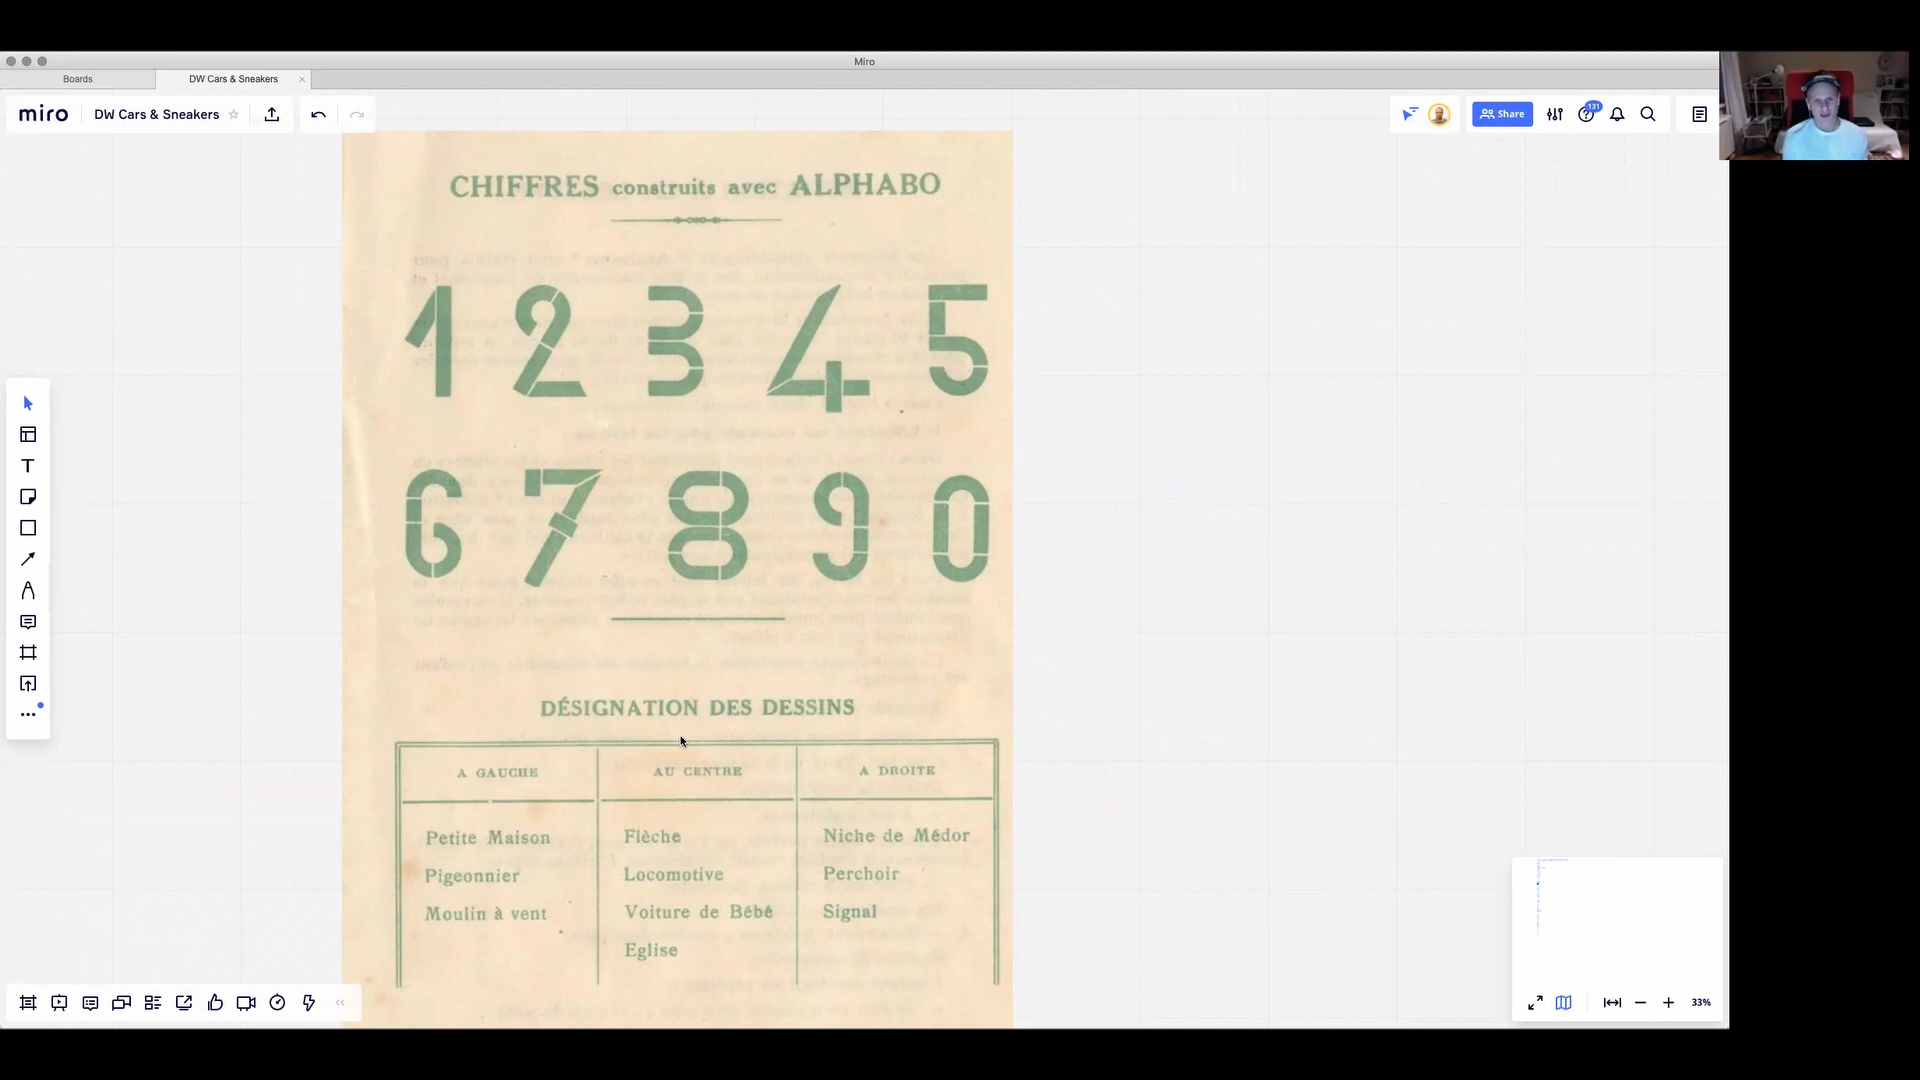 Miro
Boards
DW Cars & Sneakers
miro
DW Cars & Sneakers
Share
131
CHIFFRES construits avec ALPHABO
1 2 3 4 5
6 7 8 9 0
DÉSIGNATION DES DESSINS
A GAUCHE
AU CENTRE
A DROITE
Petite Maison
Flèche
Niche de Médor
Pigeonnier
Locomotive
Perchoir
Moulin à vent
Voiture de Bébé
Signal
Eglise
33%